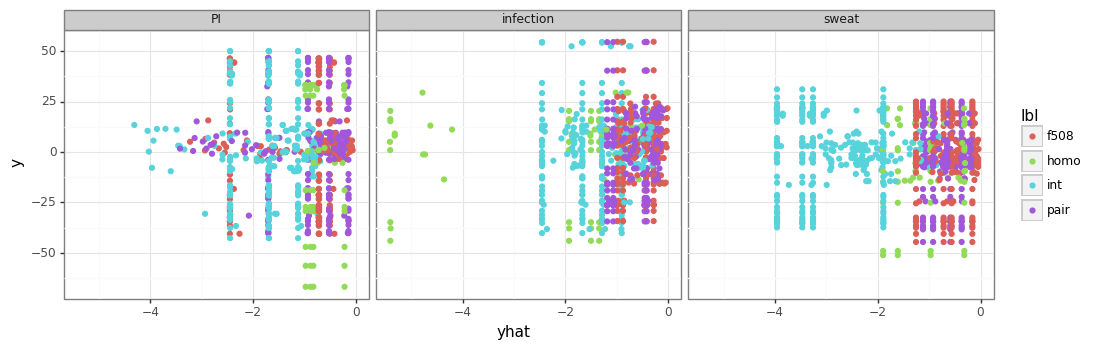 PI
infection
sweat
50
25
0
−25
−50
y
−4
−2
0
−4
−2
0
−4
−2
0
yhat
lbl
f508
homo
int
pair